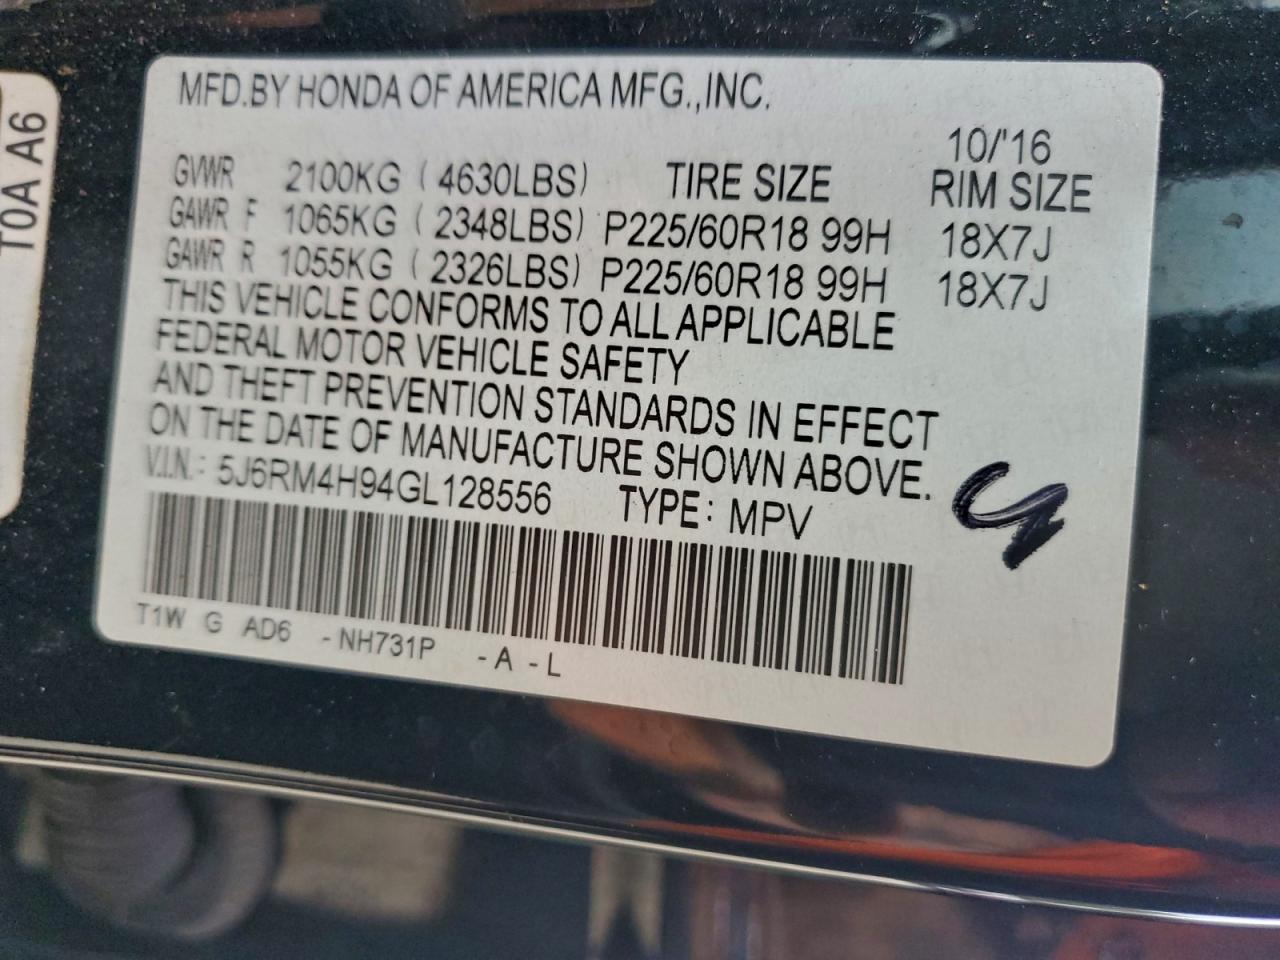 T0A A6
MFD.BY HONDA OF AMERICA MFG.,INC.
10/'16
GVWR 2100KG ( 4630LBS) TIRE SIZE RIM SIZE
GAWR F 1065KG ( 2348LBS) P225/60R18 99H 18X7J
GAWR R 1055KG ( 2326LBS) P225/60R18 99H 18X7J
THIS VEHICLE CONFORMS TO ALL APPLICABLE
FEDERAL MOTOR VEHICLE SAFETY
AND THEFT PREVENTION STANDARDS IN EFFECT
ON THE DATE OF MANUFACTURE SHOWN ABOVE.
V.I.N.: 5J6RM4H94GL128556 TYPE: MPV
T1W G AD6 -NH731P -A -L